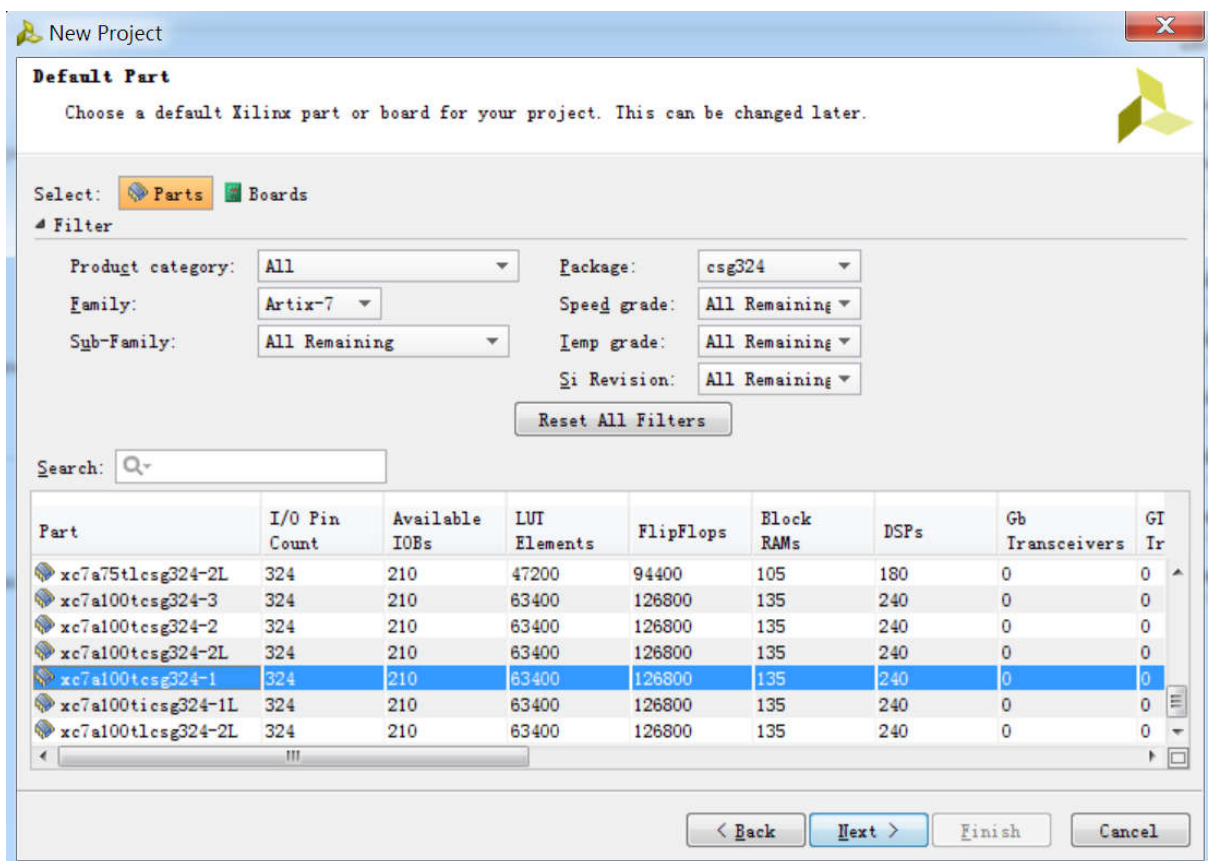 New Project
Default Part
Choose a default Xilinx part or board for your project. This can be changed later.
Select: Parts Boards
Filter
Product category: All Package: csg324
Family: Artix-7 Speed grade: All Remaining
Sub-Family: All Remaining Temp grade: All Remaining
Si Revision: All Remaining
Reset All Filters
Search:
Part I/O Pin Count Available IOBs LUT Elements FlipFlops Block RAMs DSPs Gb Transceivers GT Tr
xc7a75tlcsg324-2L 324 210 47200 94400 105 180 0 0
xc7a100tcsg324-3 324 210 63400 126800 135 240 0 0
xc7a100tcsg324-2 324 210 63400 126800 135 240 0 0
xc7a100tcsg324-2L 324 210 63400 126800 135 240 0 0
xc7a100tcsg324-1 324 210 63400 126800 135 240 0 0
xc7a100ticsg324-1L 324 210 63400 126800 135 240 0 0
xc7a100tlcsg324-2L 324 210 63400 126800 135 240 0 0
< Back Next > Finish Cancel